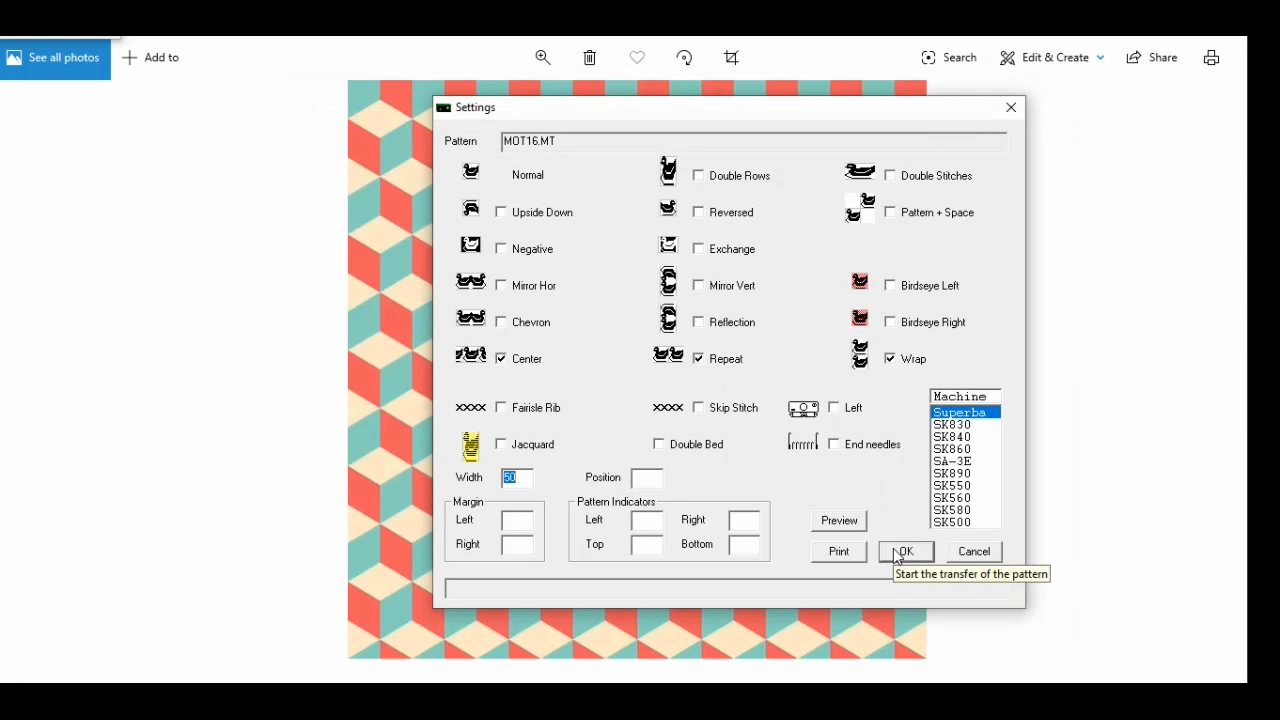 See all photos
Add to
Search
Edit & Create
Share
Settings
Pattern MOT16.MT
Normal Double Rows Double Stitches
Upside Down Reversed Pattern + Space
Negative Exchange
Mirror Hor Mirror Vert Birdseye Left
Chevron Reflection Birdseye Right
Center Repeat Wrap
Fairisle Rib Skip Stitch Left
Jacquard Double Bed End needles
Machine
Superba
SK830
SK840
SK860
SA-3E
SK890
SK550
SK560
SK580
SK500
Width 50 Position
Margin
Left
Right
Pattern Indicators
Left Right
Top Bottom
Preview
Print OK Cancel
Start the transfer of the pattern